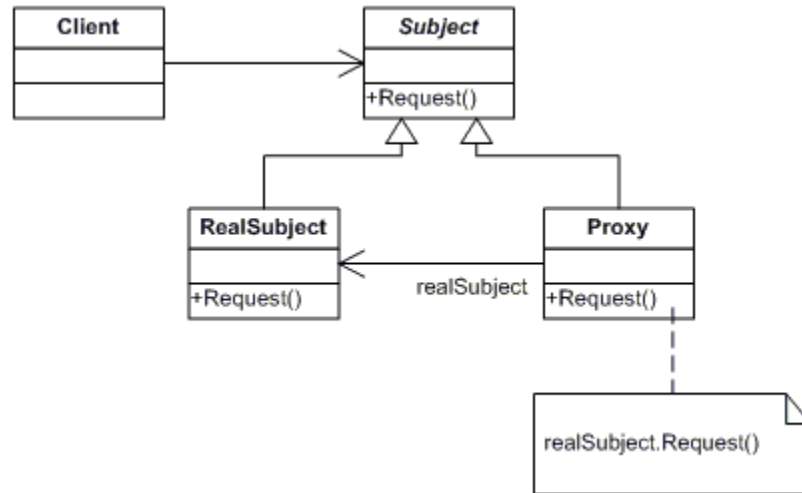 Client
Subject
+Request()
RealSubject
Proxy
realSubject
+Request()
+Request()
realSubject.Request()